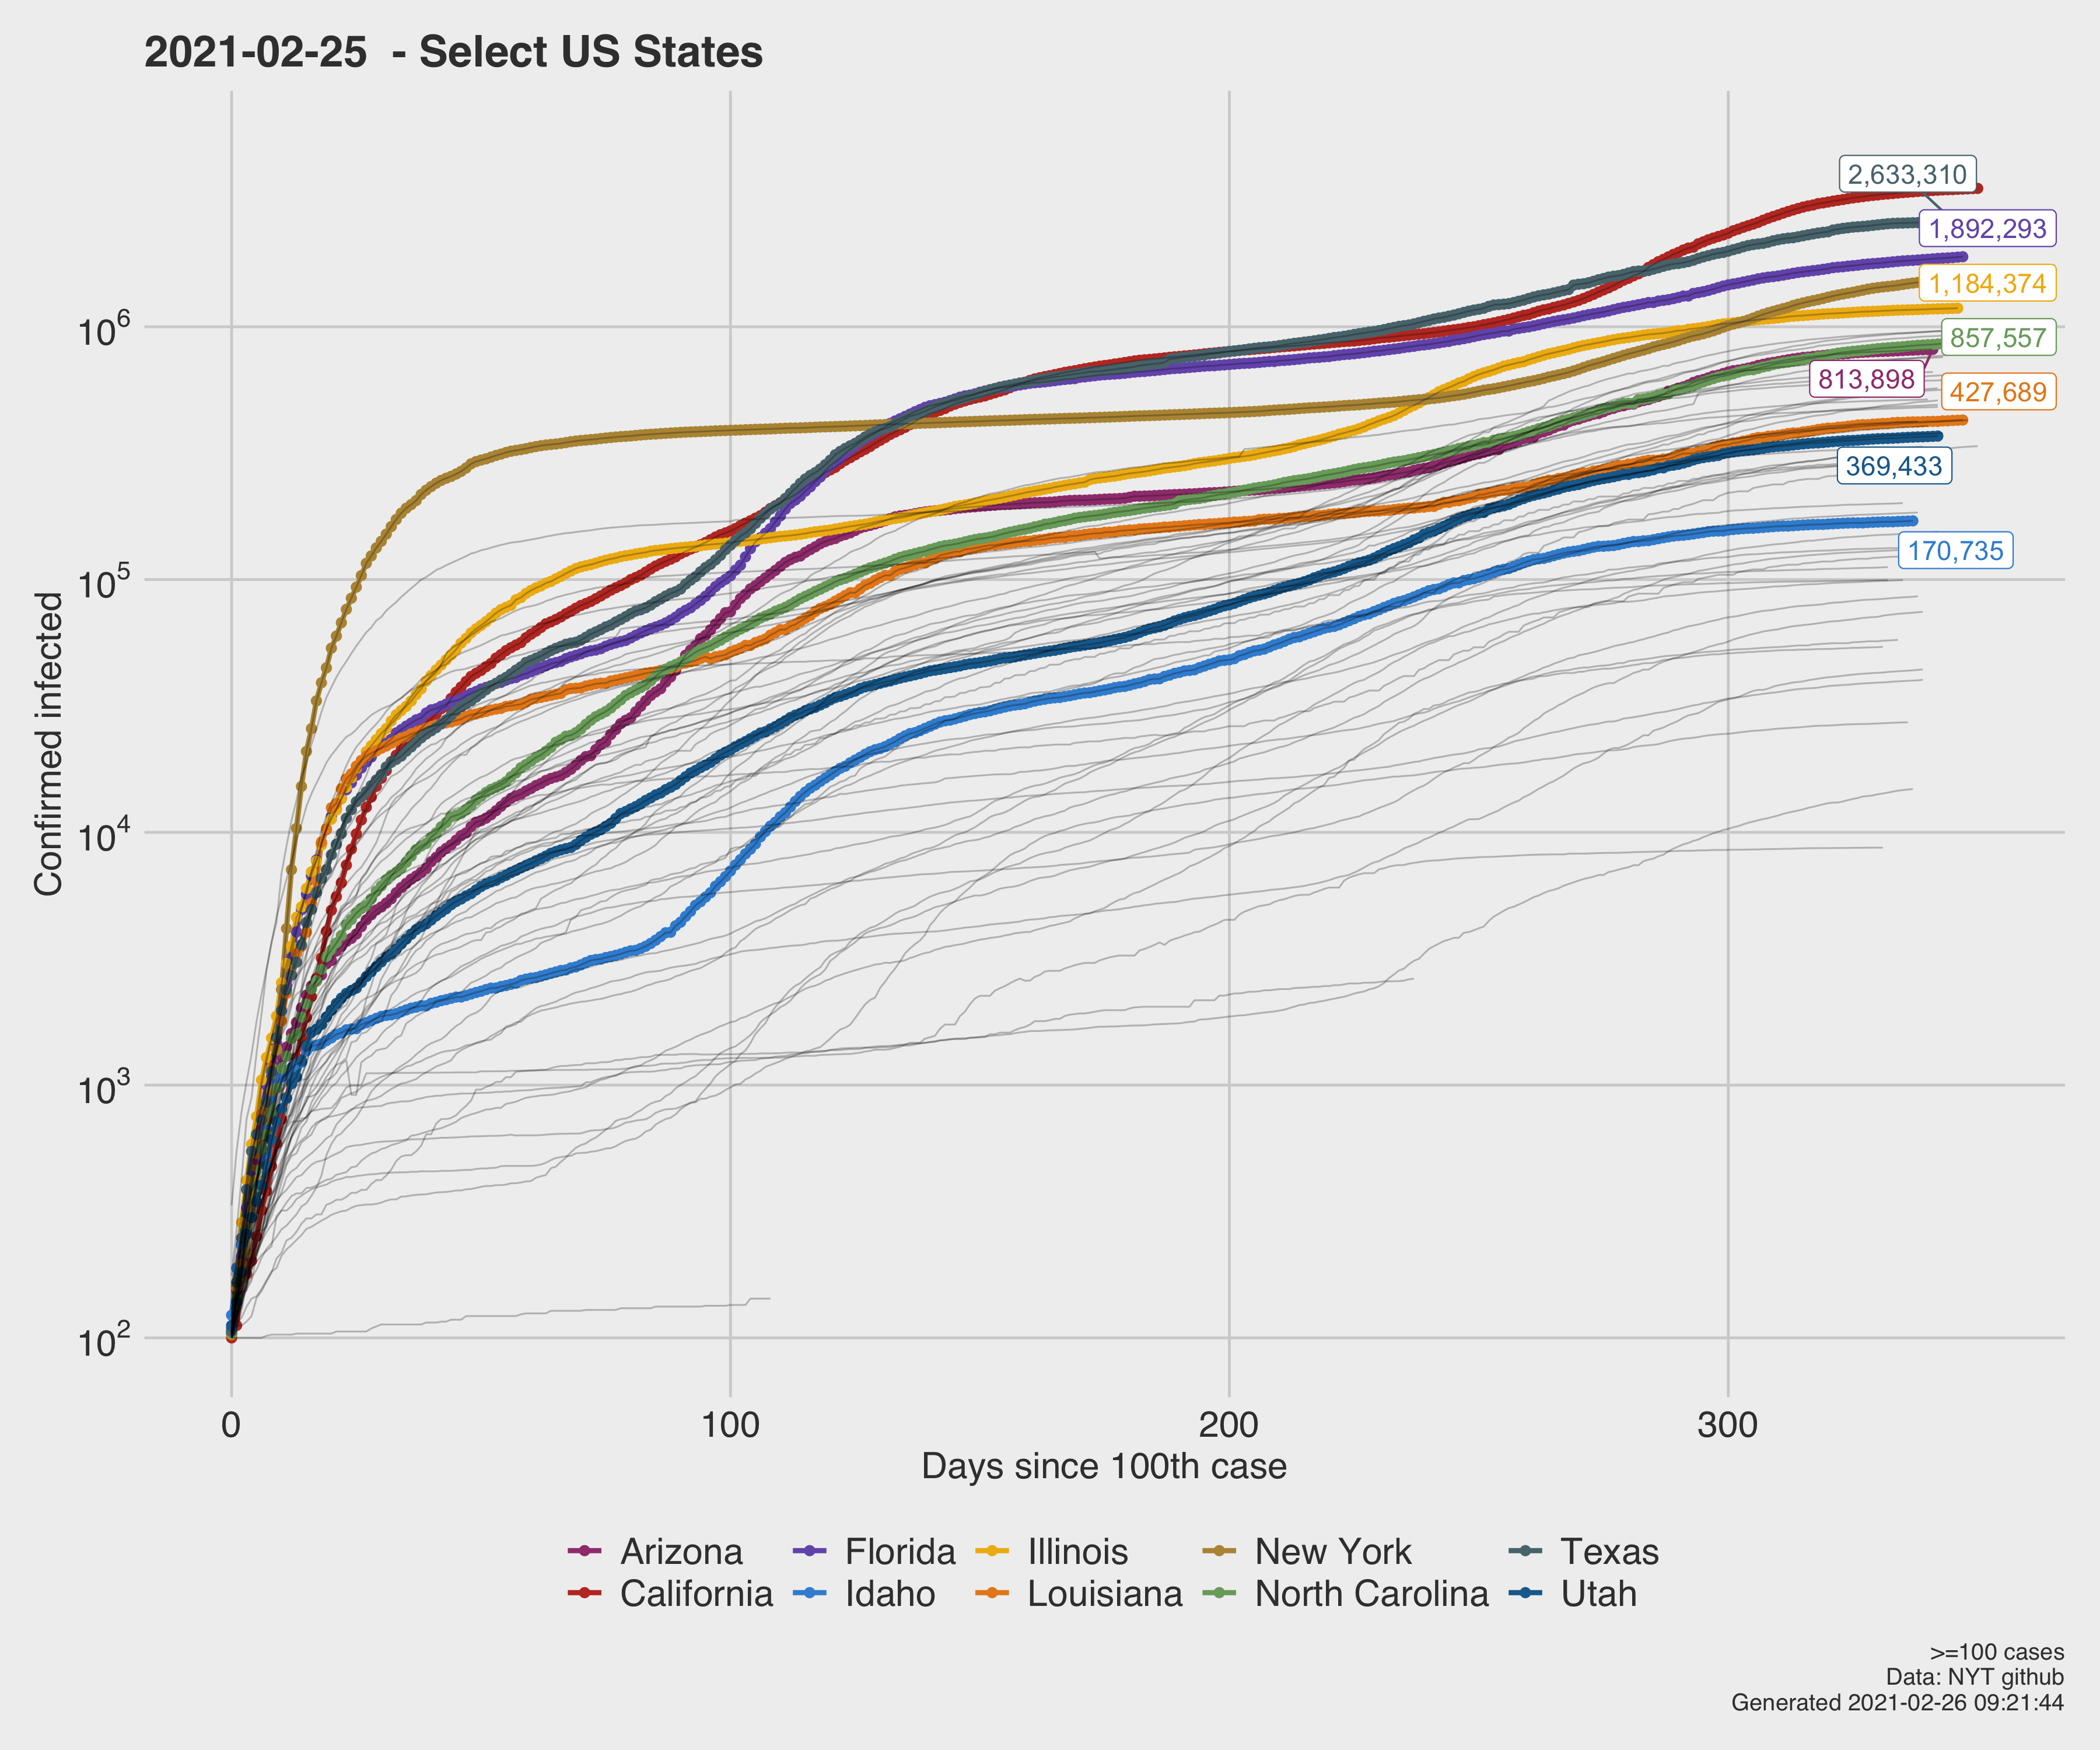 2021-02-25  - Select US States
Confirmed infected
10^6
10^5
10^4
10^3
10^2
2,633,310
1,892,293
1,184,374
857,557
813,898
427,689
369,433
170,735
0 100 200 300
Days since 100th case
Arizona Florida Illinois New York Texas
California Idaho Louisiana North Carolina Utah
>=100 cases
Data: NYT github
Generated 2021-02-26 09:21:44